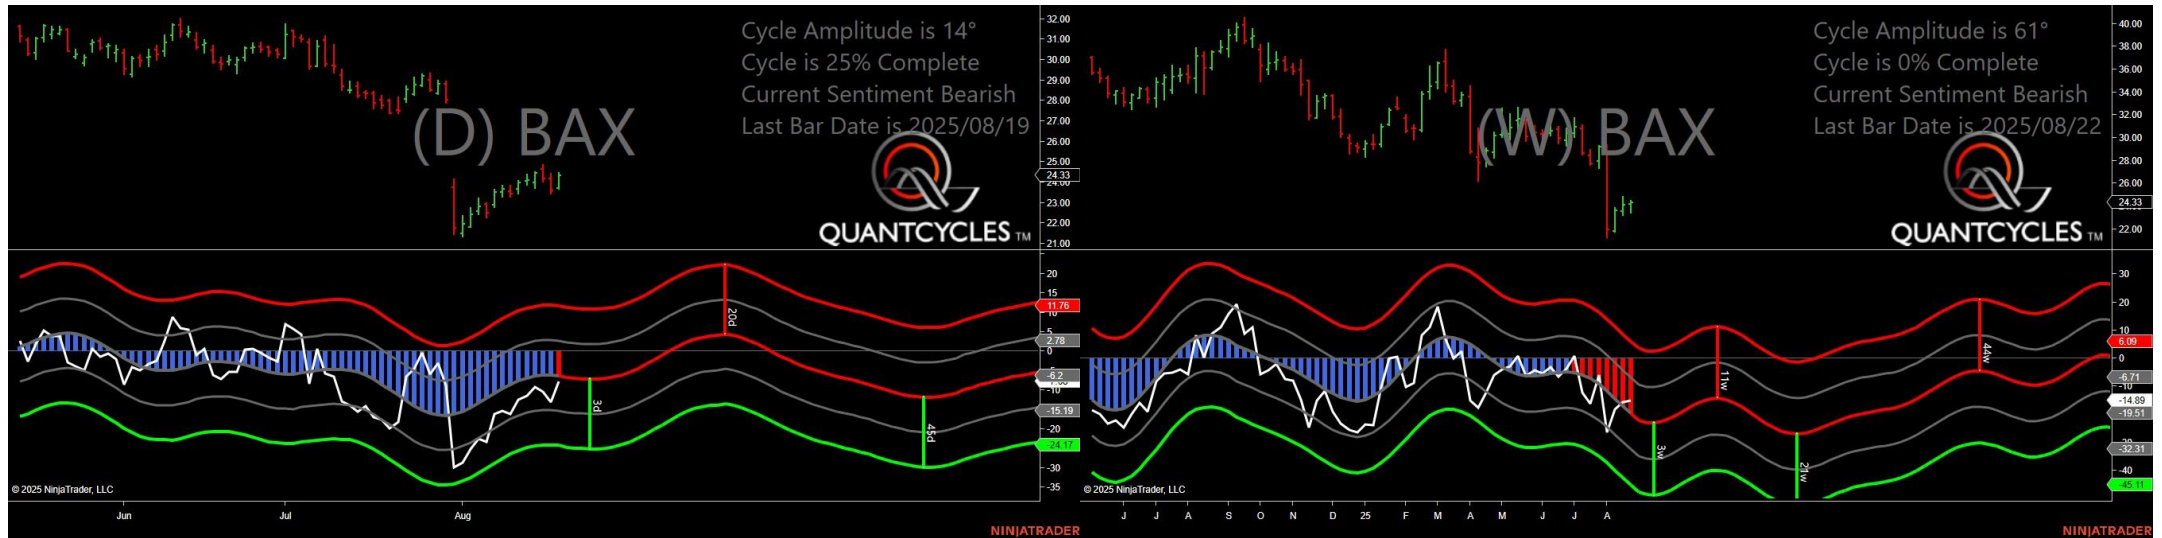 Cycle Amplitude is 14°
Cycle is 25% Complete
Current Sentiment Bearish
Last Bar Date is 2025/08/19
(D) BAX
QUANTCYCLES TM
32.00
31.00
30.00
29.00
28.00
27.00
26.00
25.00
24.33
24.00
23.00
22.00
21.00
20
15
11.76
10
5
2.78
0
-6.2
-10
-15.19
-20
-24.17
-30
-35
3d
20d
45d
© 2025 NinjaTrader, LLC
Jun
Jul
Aug
NINJATRADER
Cycle Amplitude is 61°
Cycle is 0% Complete
Current Sentiment Bearish
Last Bar Date is 2025/08/22
(W) BAX
QUANTCYCLES TM
40.00
38.00
36.00
34.00
32.00
30.00
28.00
26.00
24.33
22.00
30
20
10
6.09
0
-6.71
-10
-14.89
-19.51
-32.31
-40
-45.11
3w
11w
21w
44w
© 2025 NinjaTrader, LLC
J
J
A
S
O
N
D
25
F
M
A
M
J
J
A
NINJATRADER